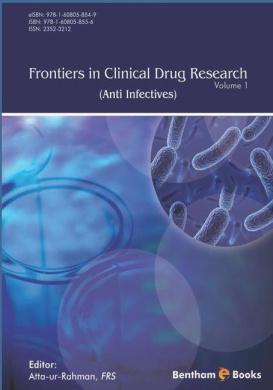 eISBN: 978-1-60805-854-9
ISBN: 978-1-60805-855-6
ISSN: 2352-3212
Frontiers in Clinical Drug Research
Volume 1
(Anti Infectives)
Editor:
Atta-ur-Rahman, FRS
Bentham e Books